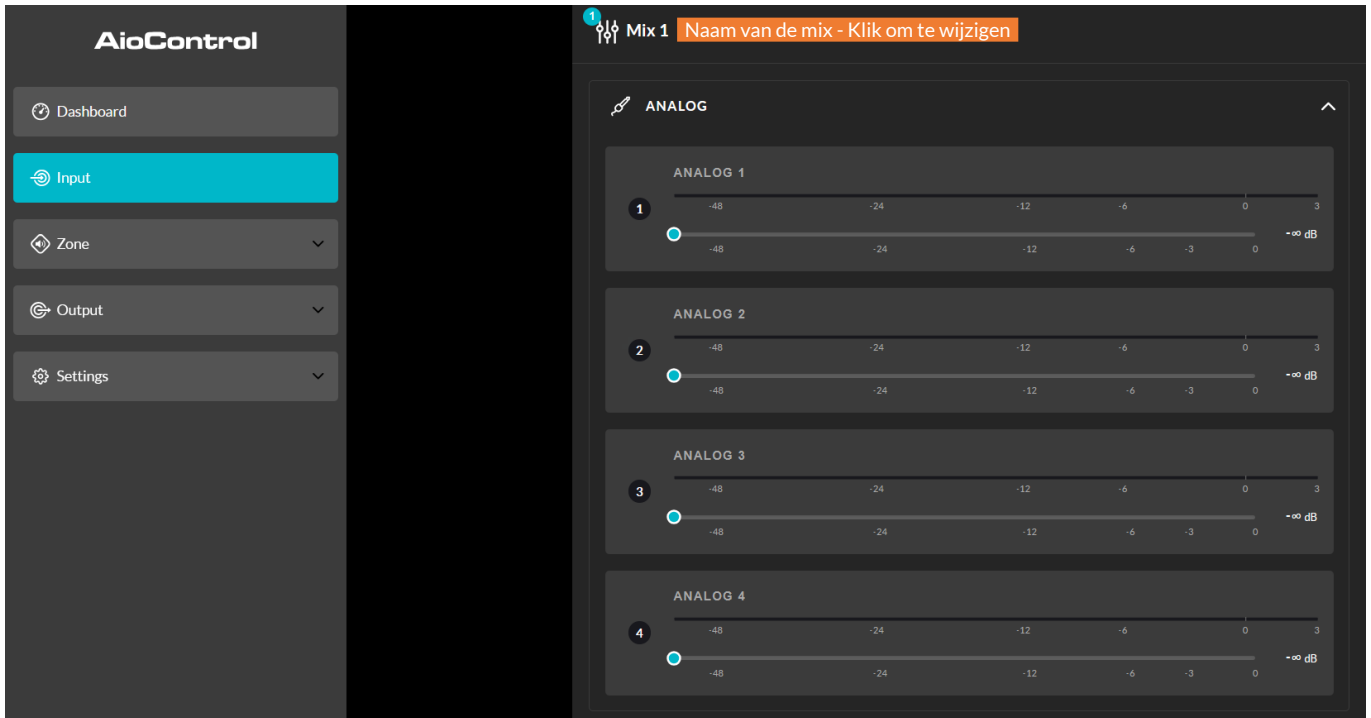 AioControl
Dashboard
Input
Zone
Output
Settings
1
Mix 1 Naam van de mix - Klik om te wijzigen
ANALOG
ANALOG 1
1
-48 -24 -12 -6 0 3
-∞ dB
-48 -24 -12 -6 -3 0
ANALOG 2
2
-48 -24 -12 -6 0 3
-∞ dB
-48 -24 -12 -6 -3 0
ANALOG 3
3
-48 -24 -12 -6 0 3
-∞ dB
-48 -24 -12 -6 -3 0
ANALOG 4
4
-48 -24 -12 -6 0 3
-∞ dB
-48 -24 -12 -6 -3 0